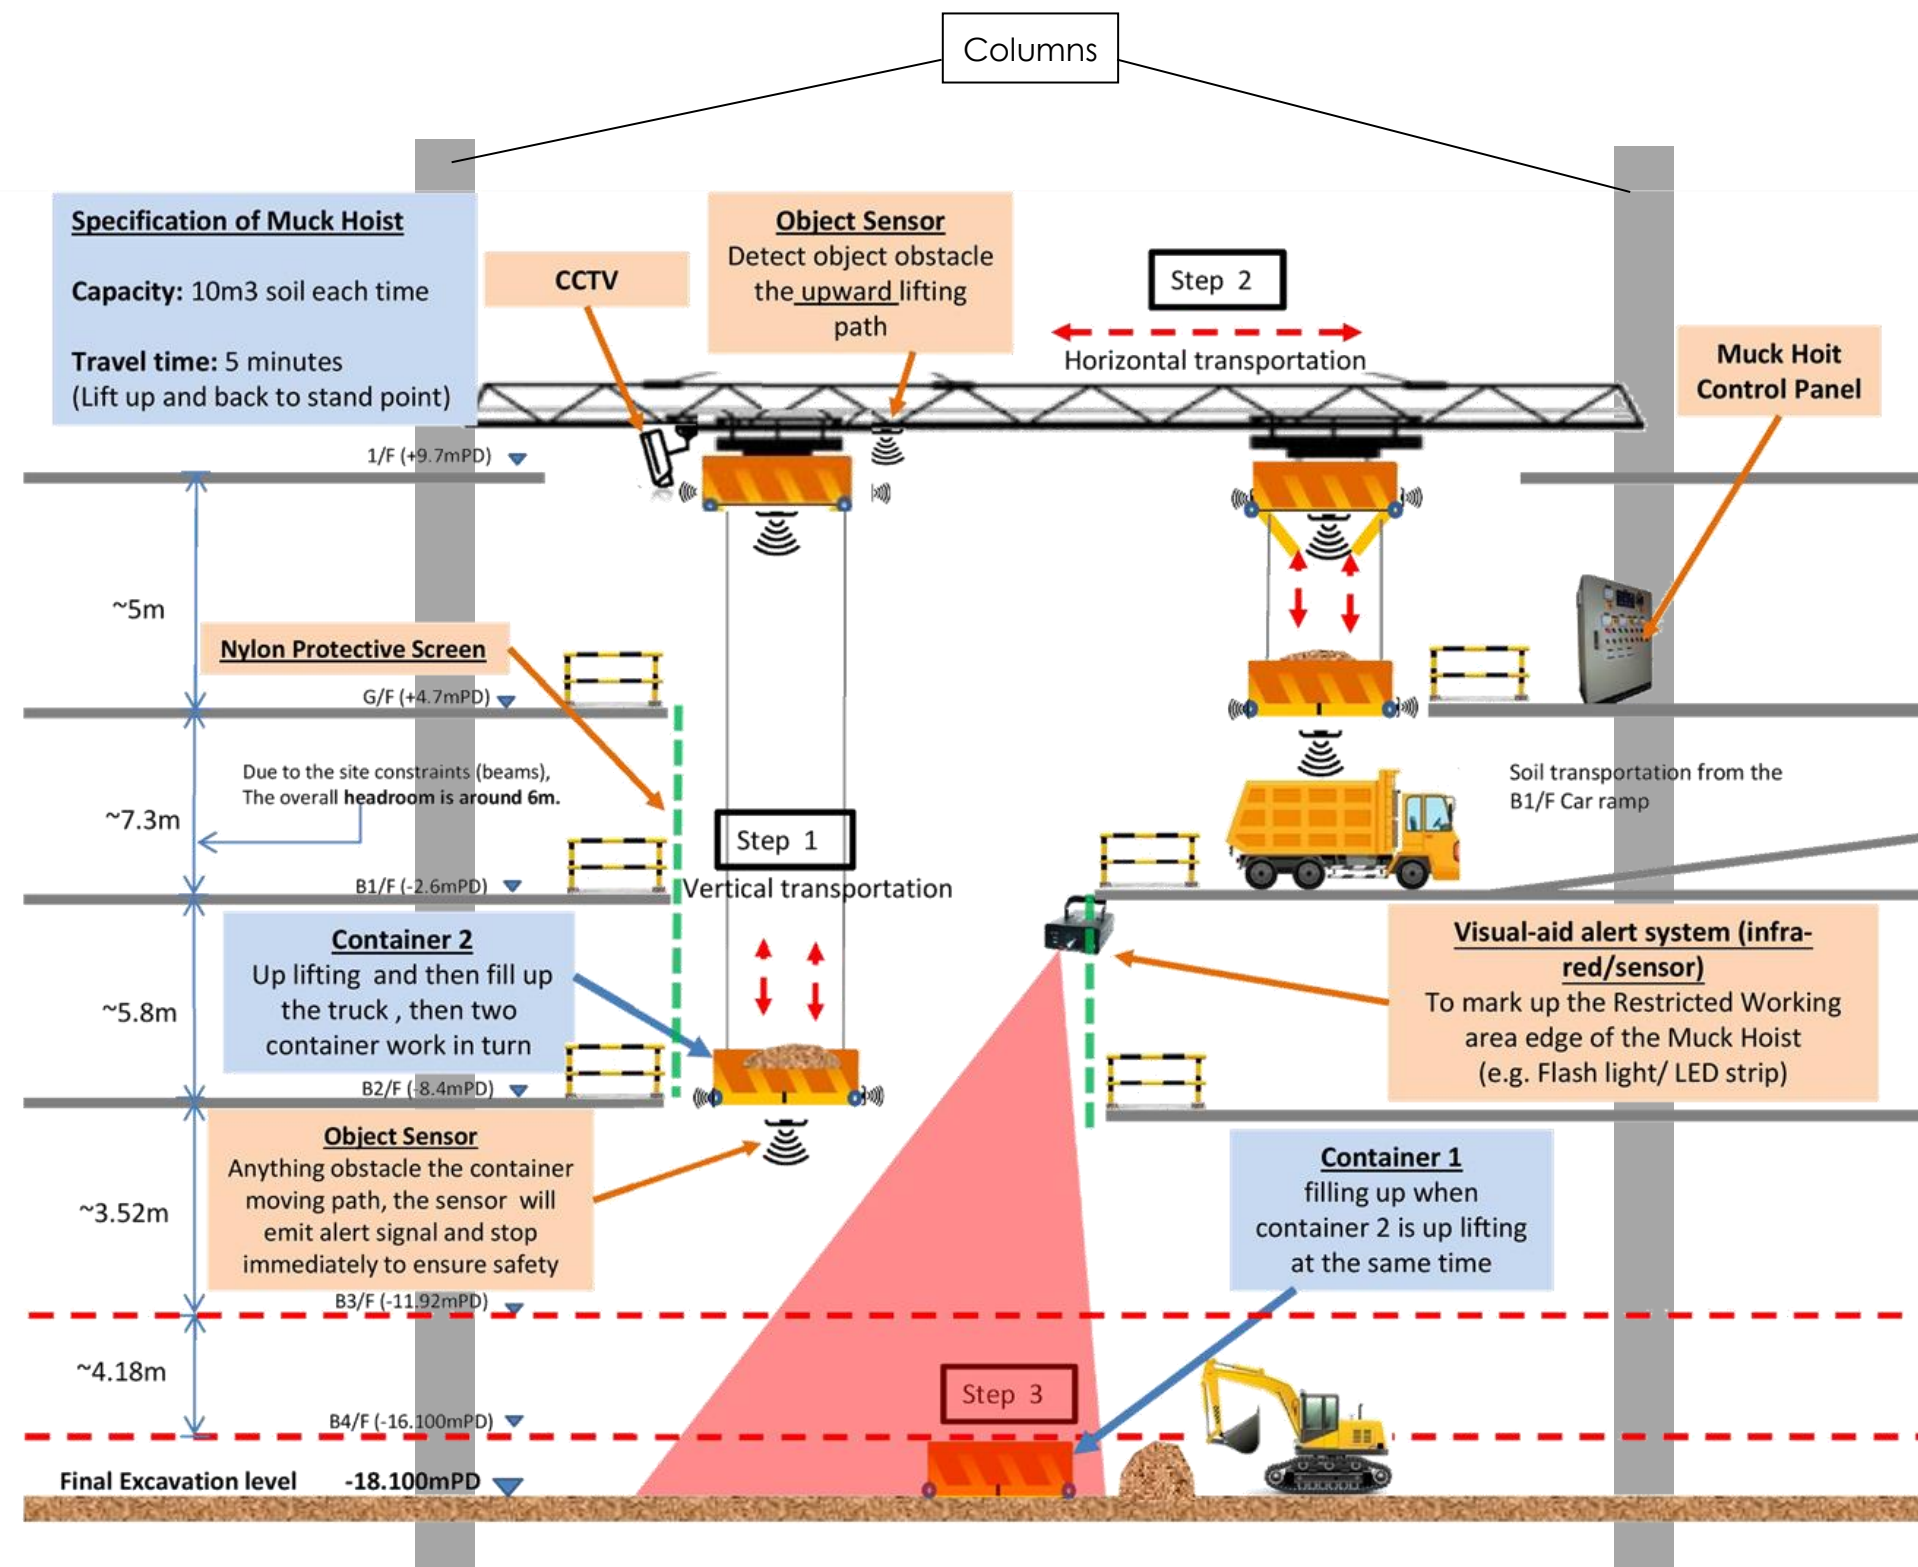 Columns
Specification of Muck Hoist
Capacity: 10m3 soil each time
Travel time: 5 minutes
(Lift up and back to stand point)
CCTV
Object Sensor
Detect object obstacle
the upward lifting
path
Step 2
Horizontal transportation
Muck Hoit
Control Panel
1/F (+9.7mPD)
~5m
Nylon Protective Screen
G/F (+4.7mPD)
Due to the site constraints (beams),
The overall headroom is around 6m.
~7.3m
Step 1
Vertical transportation
Soil transportation from the
B1/F Car ramp
B1/F (-2.6mPD)
Container 2
Up lifting and then fill up
the truck , then two
container work in turn
~5.8m
Visual-aid alert system (infra-
red/sensor)
To mark up the Restricted Working
area edge of the Muck Hoist
(e.g. Flash light/ LED strip)
B2/F (-8.4mPD)
Object Sensor
Anything obstacle the container
moving path, the sensor will
emit alert signal and stop
immediately to ensure safety
~3.52m
Container 1
filling up when
container 2 is up lifting
at the same time
B3/F (-11.92mPD)
~4.18m
Step 3
B4/F (-16.100mPD)
Final Excavation level -18.100mPD